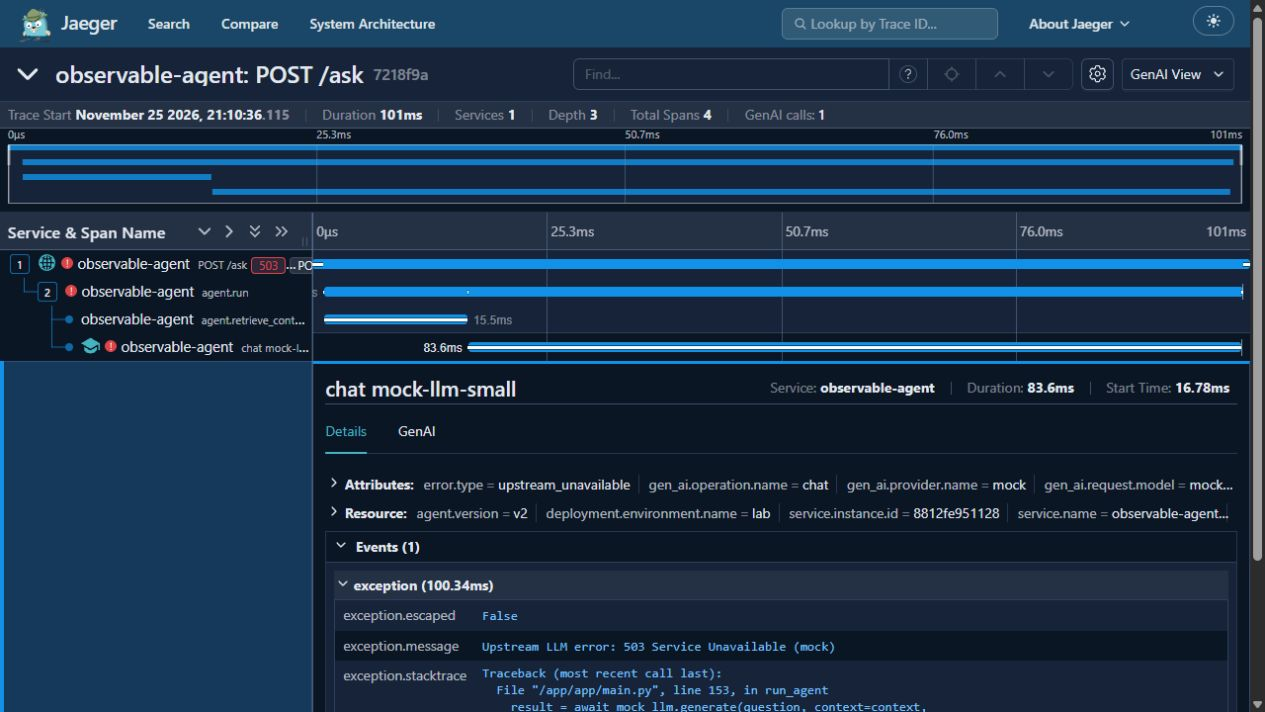 Jaeger Search Compare System Architecture Lookup by Trace ID... About Jaeger
observable-agent: POST /ask 7218f9a Find... ? GenAI View
Trace Start November 25 2026, 21:10:36.115 Duration 101ms Services 1 Depth 3 Total Spans 4 GenAI calls: 1
0μs 25.3ms 50.7ms 76.0ms 101ms
Service & Span Name 0μs 25.3ms 50.7ms 76.0ms 101ms
1 observable-agent POST /ask 503 ... PO
2 observable-agent agent.run s
observable-agent agent.retrieve_cont... 15.5ms
observable-agent chat mock-l... 83.6ms
chat mock-llm-small Service: observable-agent Duration: 83.6ms Start Time: 16.78ms
Details GenAI
Attributes: error.type = upstream_unavailable gen_ai.operation.name = chat gen_ai.provider.name = mock gen_ai.request.model = mock...
Resource: agent.version = v2 deployment.environment.name = lab service.instance.id = 8812fe951128 service.name = observable-agent...
Events (1)
exception (100.34ms)
exception.escaped False
exception.message Upstream LLM error: 503 Service Unavailable (mock)
exception.stacktrace Traceback (most recent call last):
File "/app/app/main.py", line 153, in run_agent
result = await mock_llm.generate(question, context=context,